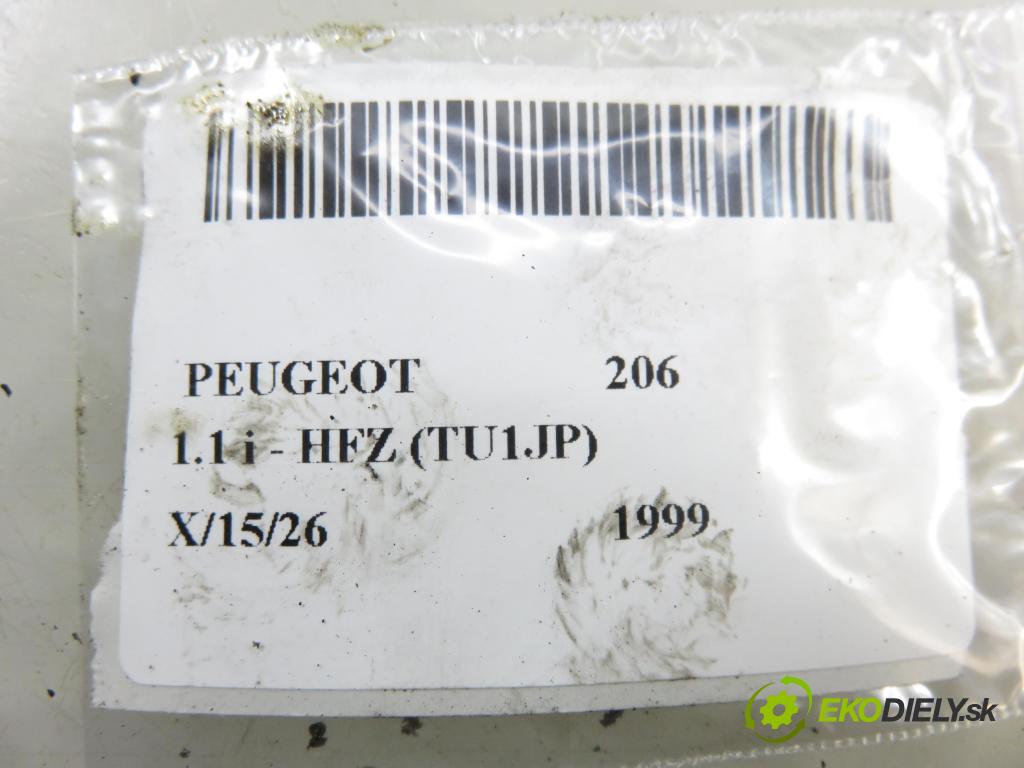 PEUGEOT 206
1.1 i - HFZ (TU1JP)
X/15/26 1999
EKODIELY.sk